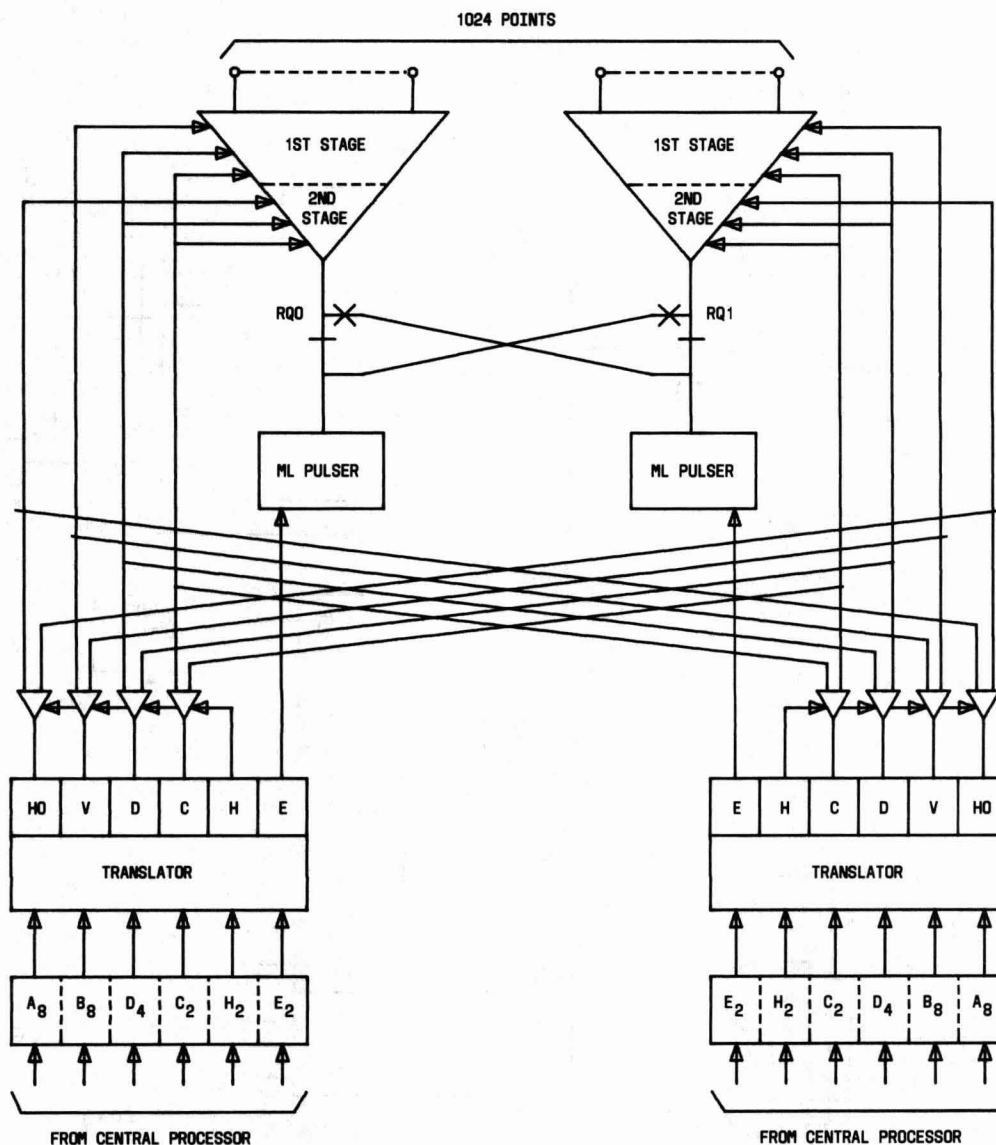 1024 POINTS
1ST STAGE
1ST STAGE
2ND
STAGE
2ND
STAGE
RQ0
RQ1
ML PULSER
ML PULSER
HO V D C H E
E H C D V HO
TRANSLATOR
TRANSLATOR
A8 B8 D4 C2 H2 E2
E2 H2 C2 D4 B8 A8
FROM CENTRAL PROCESSOR
FROM CENTRAL PROCESSOR